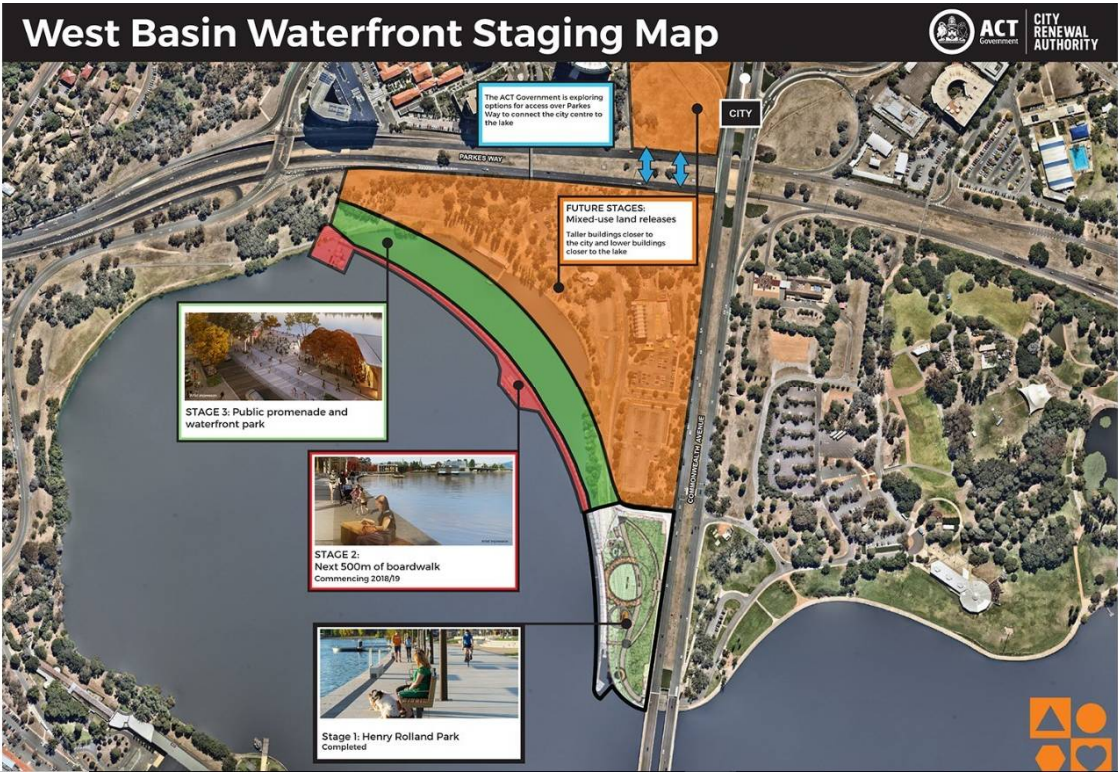 West Basin Waterfront Staging Map
ACT
Government
CITY
RENEWAL
AUTHORITY
The ACT Government is exploring
options for access over Parkes
Way to connect the city centre to
the lake
CITY
PARKES WAY
FUTURE STAGES:
Mixed-use land releases
Taller buildings closer to
the city and lower buildings
closer to the lake
STAGE 3: Public promenade and
waterfront park
COMMONWEALTH AVENUE
Artist impression
STAGE 2:
Next 500m of boardwalk
Commencing 2018/19
Stage 1: Henry Rolland Park
Completed